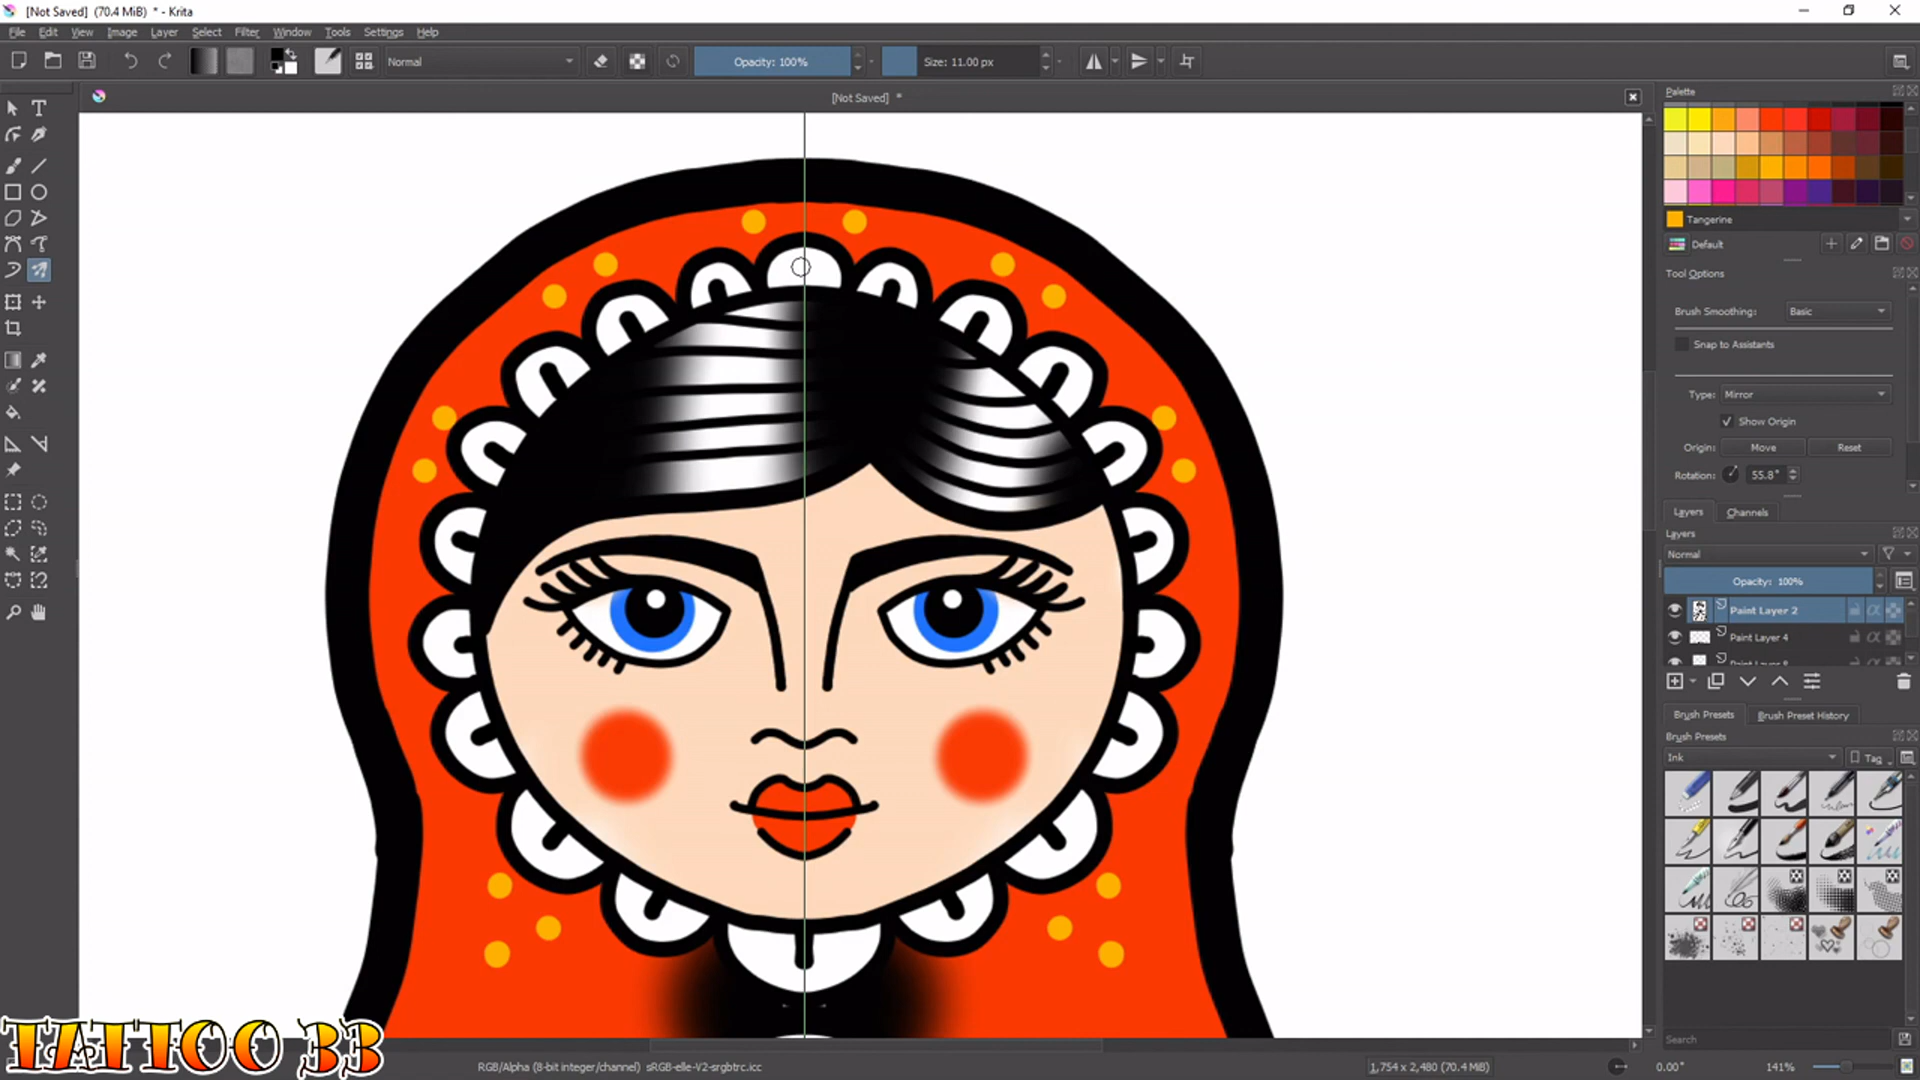 [Not Saved] (70.4 MiB) * - Krita
File Edit View Image Layer Select Filter Settings Window Tools Settings Help
Normal
Opacity: 100%
Size: 11.00 px
[Not Saved] *
Palette
Tangerine
Default
Tool Options
Brush Smoothing: Basic
Snap to Assistants
Type: Mirror
Show Origin
Origin: Move Reset
Rotation: 55.8°
Layers Channels
Layers
Normal
Opacity: 100%
Paint Layer 2
Paint Layer 4
Brush Presets Brush Preset History
Brush Presets
Ink
Tag
Search
TATTOO 33
RGB/Alpha (8-bit integer/channel) sRGB-elle-V2-srgbtrc.icc
1,754 x 2,480 (70.4 MiB)
0.00°
141%